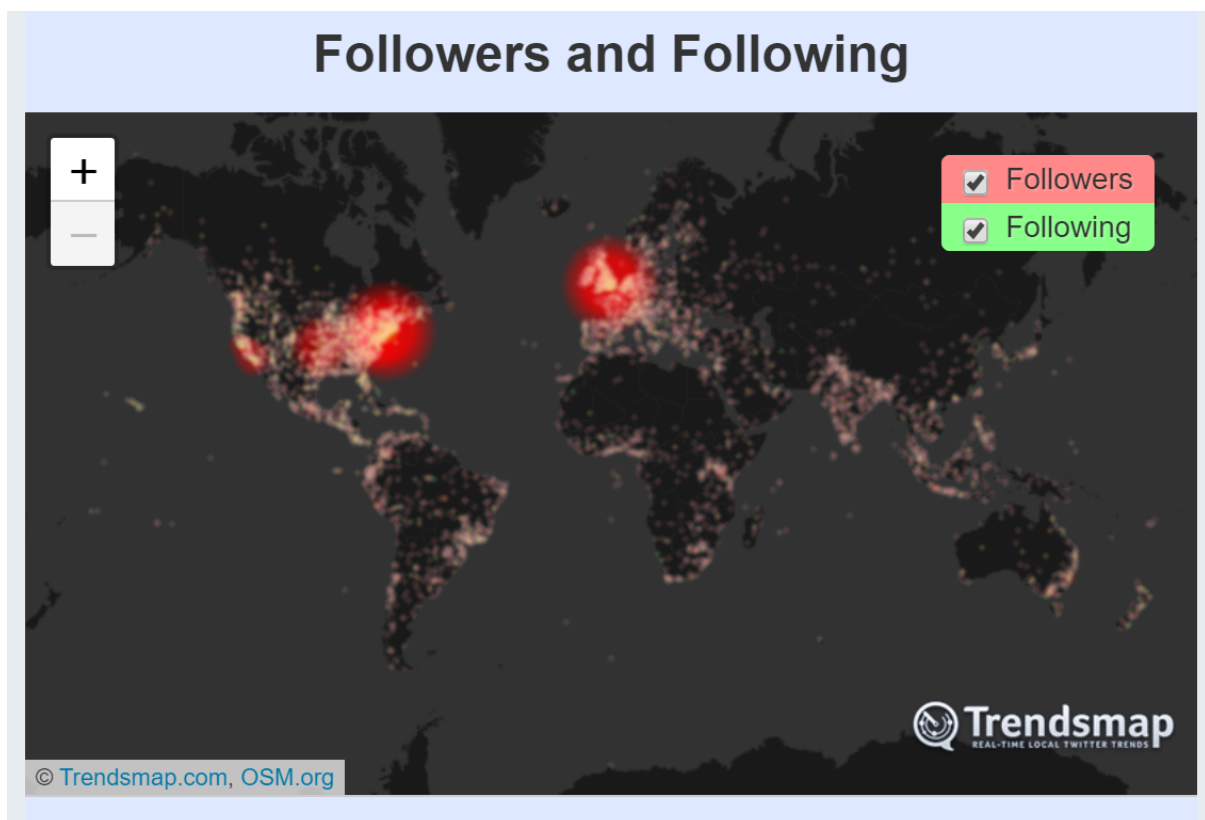 Followers and Following
+
−
Followers
Following
Trendsmap
REAL-TIME LOCAL TWITTER TRENDS
© Trendsmap.com, OSM.org